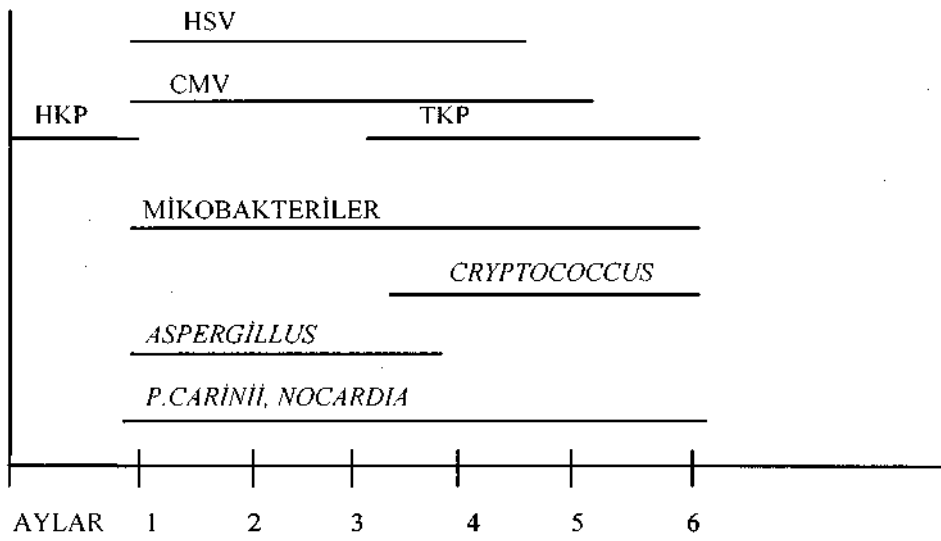 HSV
CMV
HKP TKP
MİKOBAKTERİLER
CRYPTOCOCCUS
ASPERGİLLUS
P.CARİNİİ, NOCARDIA
AYLAR 1 2 3 4 5 6